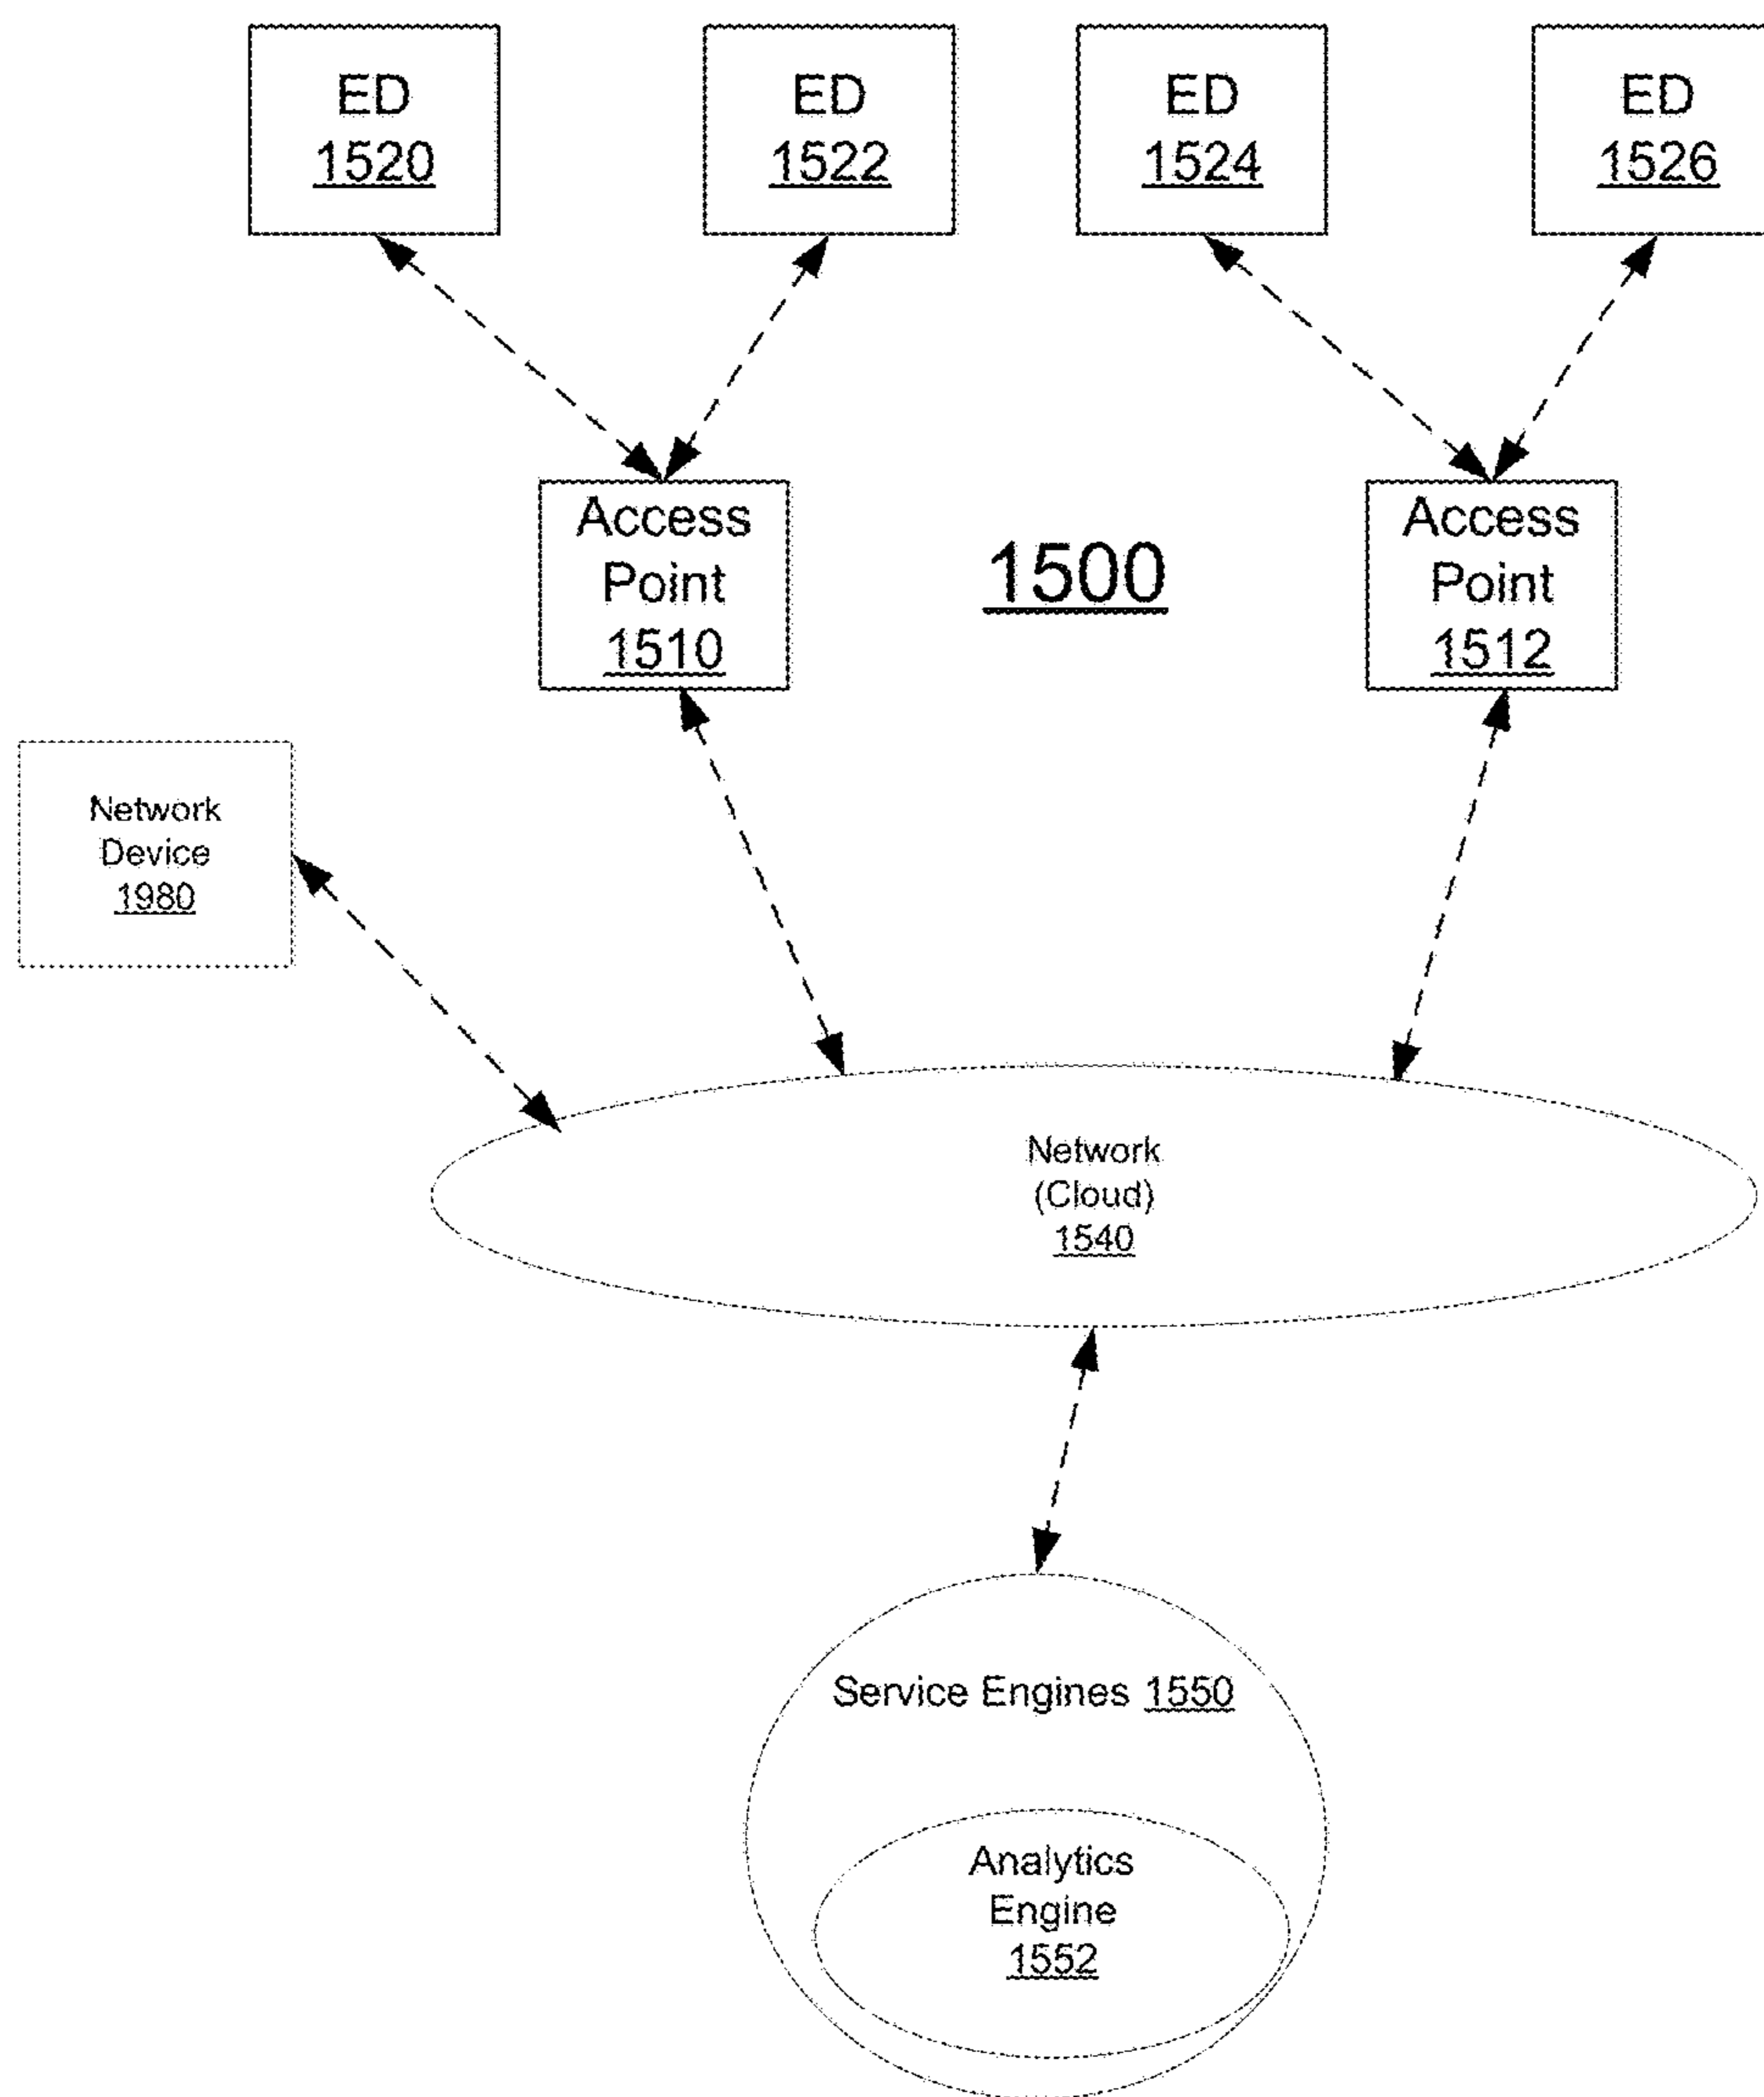 ED
1520
ED
1522
ED
1524
ED
1526
Access
Point
1510
1500
Access
Point
1512
Network
Device
1980
Network
(Cloud)
1540
Service Engines 1550
Analytics
Engine
1552